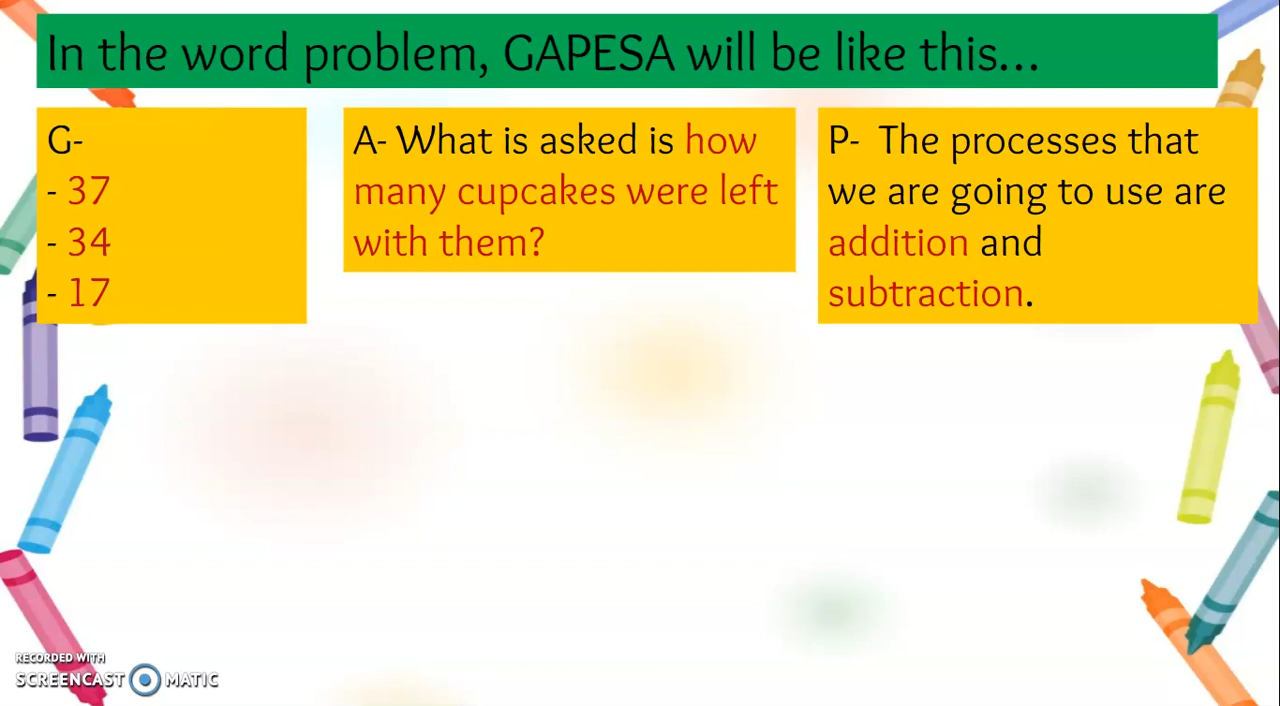 In the word problem, GAPESA will be like this...
G-
- 37
- 34
- 17
A- What is asked is how
many cupcakes were left
with them?
P- The processes that
we are going to use are
addition and
subtraction.
RECORDED WITH
SCREENCAST MATIC